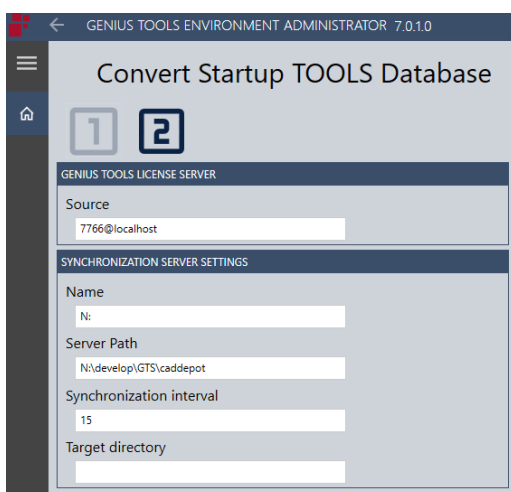 GENIUS TOOLS ENVIRONMENT ADMINISTRATOR 7.0.1.0
Convert Startup TOOLS Database
1 2
GENIUS TOOLS LICENSE SERVER
Source
7766@localhost
SYNCHRONIZATION SERVER SETTINGS
Name
N:
Server Path
N:\develop\GTS\caddepot
Synchronization interval
15
Target directory